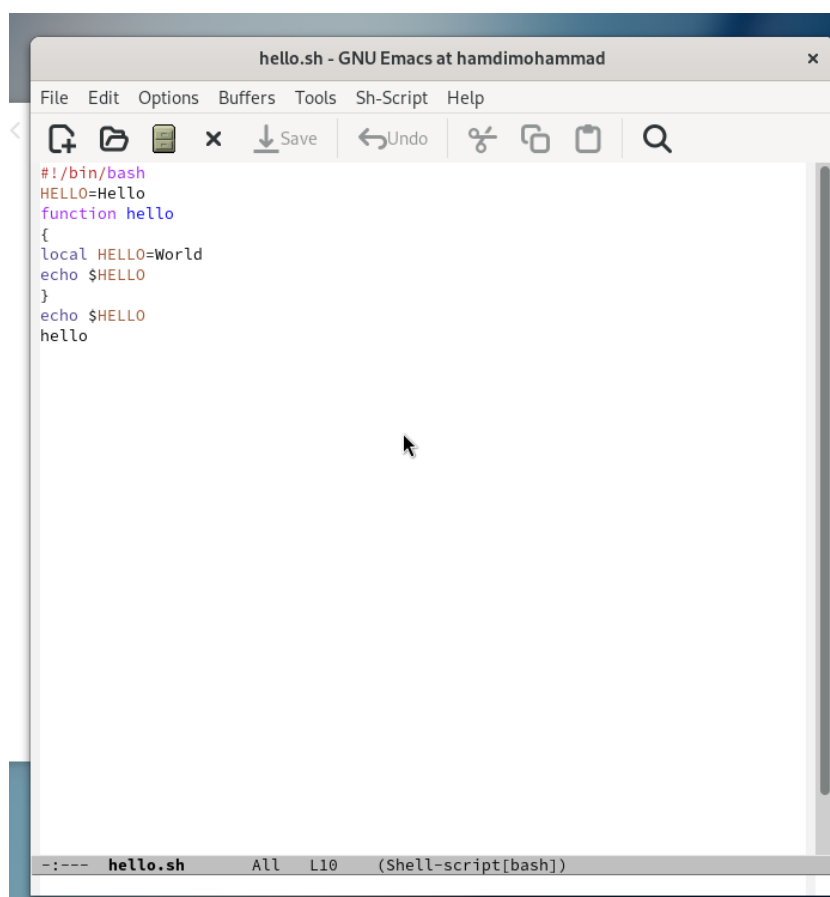 hello.sh - GNU Emacs at hamdimohammad
File Edit Options Buffers Tools Sh-Script Help
Save Undo
#!/bin/bash
HELLO=Hello
function hello
{
local HELLO=World
echo $HELLO
}
echo $HELLO
hello
-:--- hello.sh All L10 (Shell-script[bash])